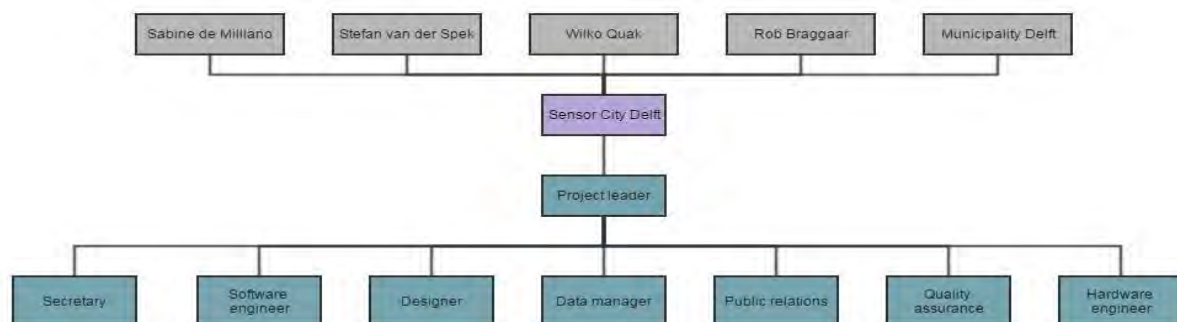 Sabine de Milliano
Stefan van der Spek
Wilko Quak
Rob Braggaar
Municipality Delft
Sensor City Delft
Project leader
Secretary
Software
engineer
Designer
Data manager
Public relations
Quality
assurance
Hardware
engineer